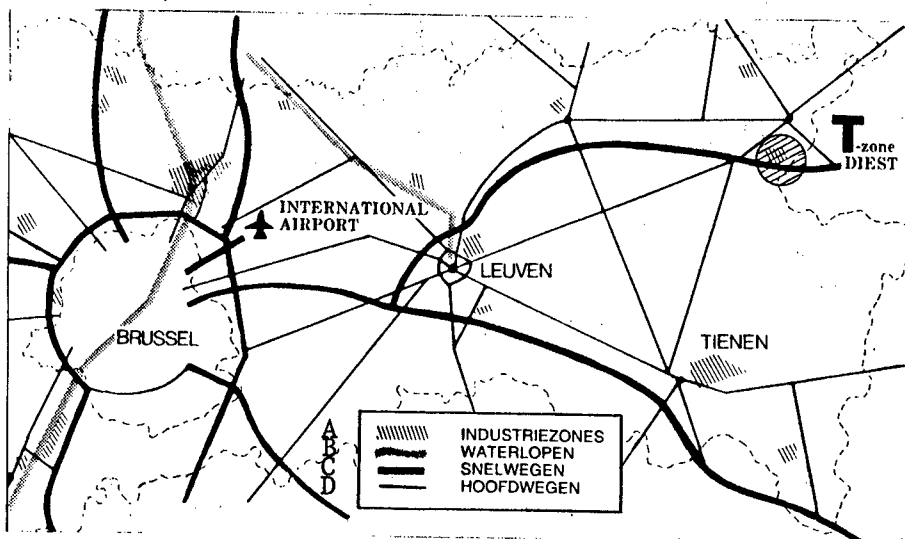 T-zone
DIEST
INTERNATIONAL
AIRPORT
LEUVEN
BRUSSEL
TIENEN
A INDUSTRIEZONES
B WATERLOPEN
C SNELWEGEN
D HOOFDWEGEN